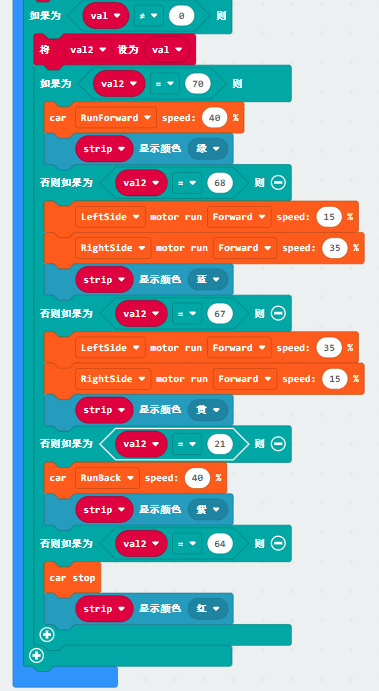 如果为 val ≠ 0 则
将 val2 设为 val
如果为 val2 = 70 则
car RunForward speed: 40 %
strip 显示颜色 绿
否则如果为 val2 = 68 则
LeftSide motor run Forward speed: 15 %
RightSide motor run Forward speed: 35 %
strip 显示颜色 蓝
否则如果为 val2 = 67 则
LeftSide motor run Forward speed: 35 %
RightSide motor run Forward speed: 15 %
strip 显示颜色 黄
否则如果为 val2 = 21 则
car RunBack speed: 40 %
strip 显示颜色 紫
否则如果为 val2 = 64 则
car stop
strip 显示颜色 红